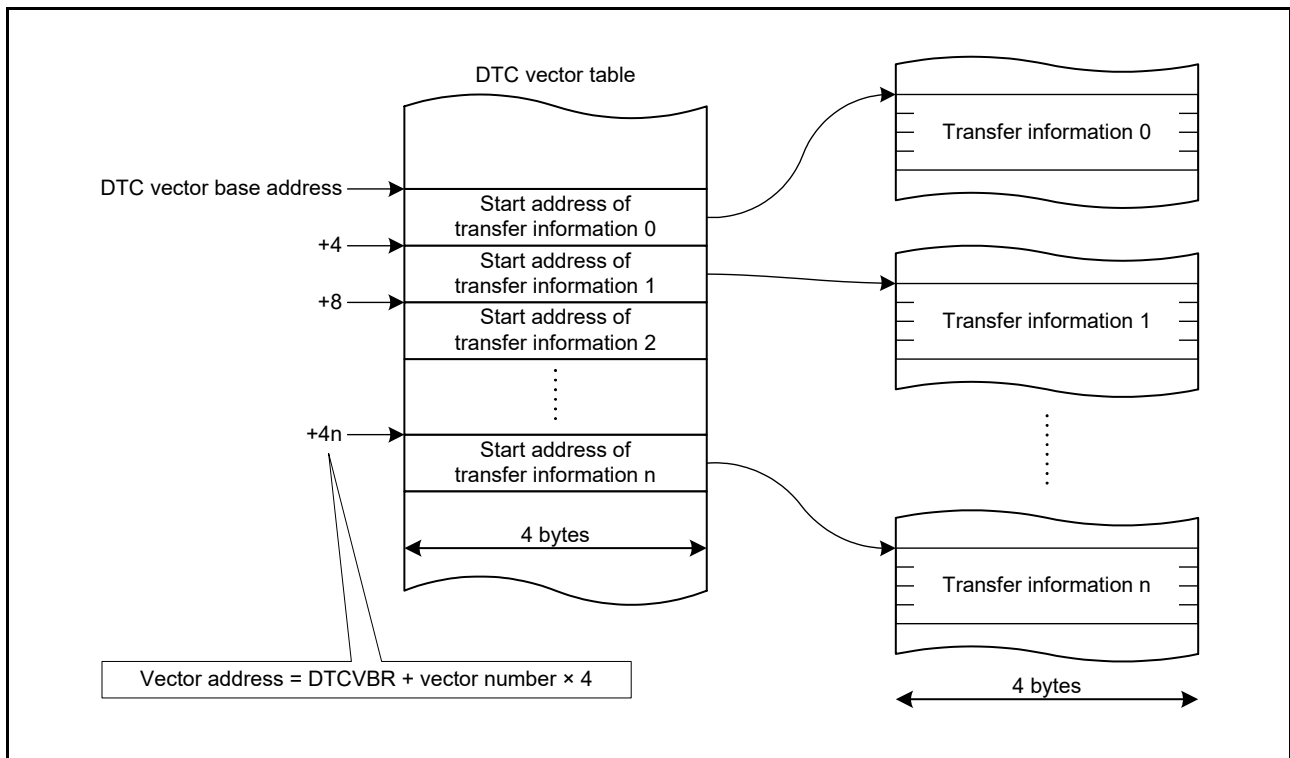 DTC vector table
DTC vector base address
Start address of
transfer information 0
+4
Start address of
transfer information 1
+8
Start address of
transfer information 2
+4n
Start address of
transfer information n
4 bytes
Vector address = DTCVBR + vector number × 4
Transfer information 0
Transfer information 1
Transfer information n
4 bytes